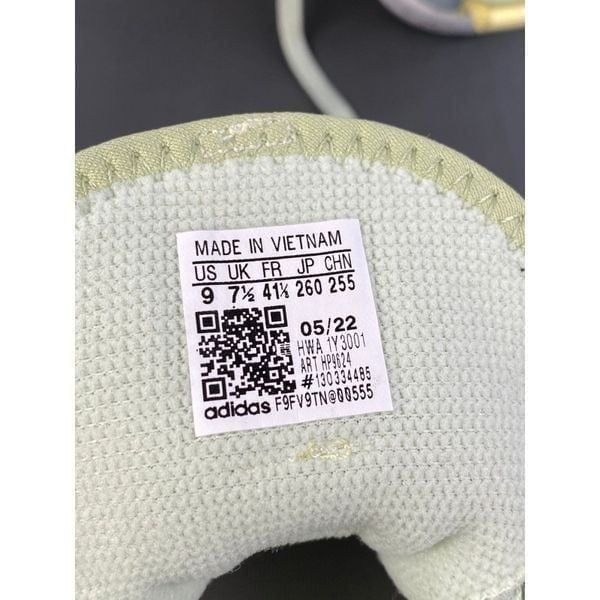 MADE IN VIETNAM
US UK FR JP CHN
9 7½ 41⅓ 260 255
05/22
HWA 1Y3001
ART HP9624
#130334485
adidas F9FV9TN@00555